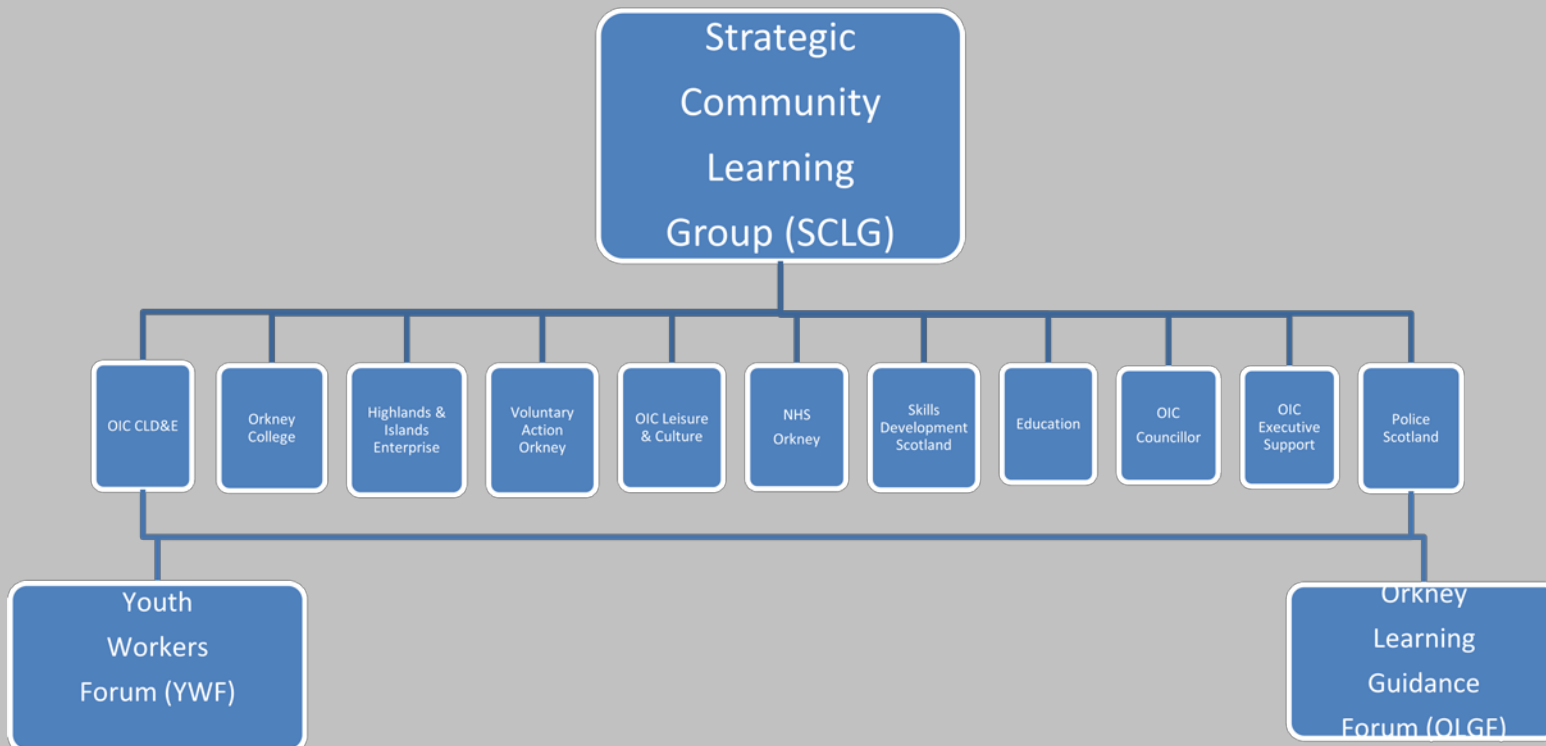 Strategic
Community
Learning
Group (SCLG)
OIC CLD&E
Orkney
College
Highlands &
Islands
Enterprise
Voluntary
Action
Orkney
OIC Leisure
& Culture
NHS
Orkney
Skills
Development
Scotland
Education
OIC
Councillor
OIC
Executive
Support
Police
Scotland
Youth
Workers
Forum (YWF)
Orkney
Learning
Guidance
Forum (OLGF)